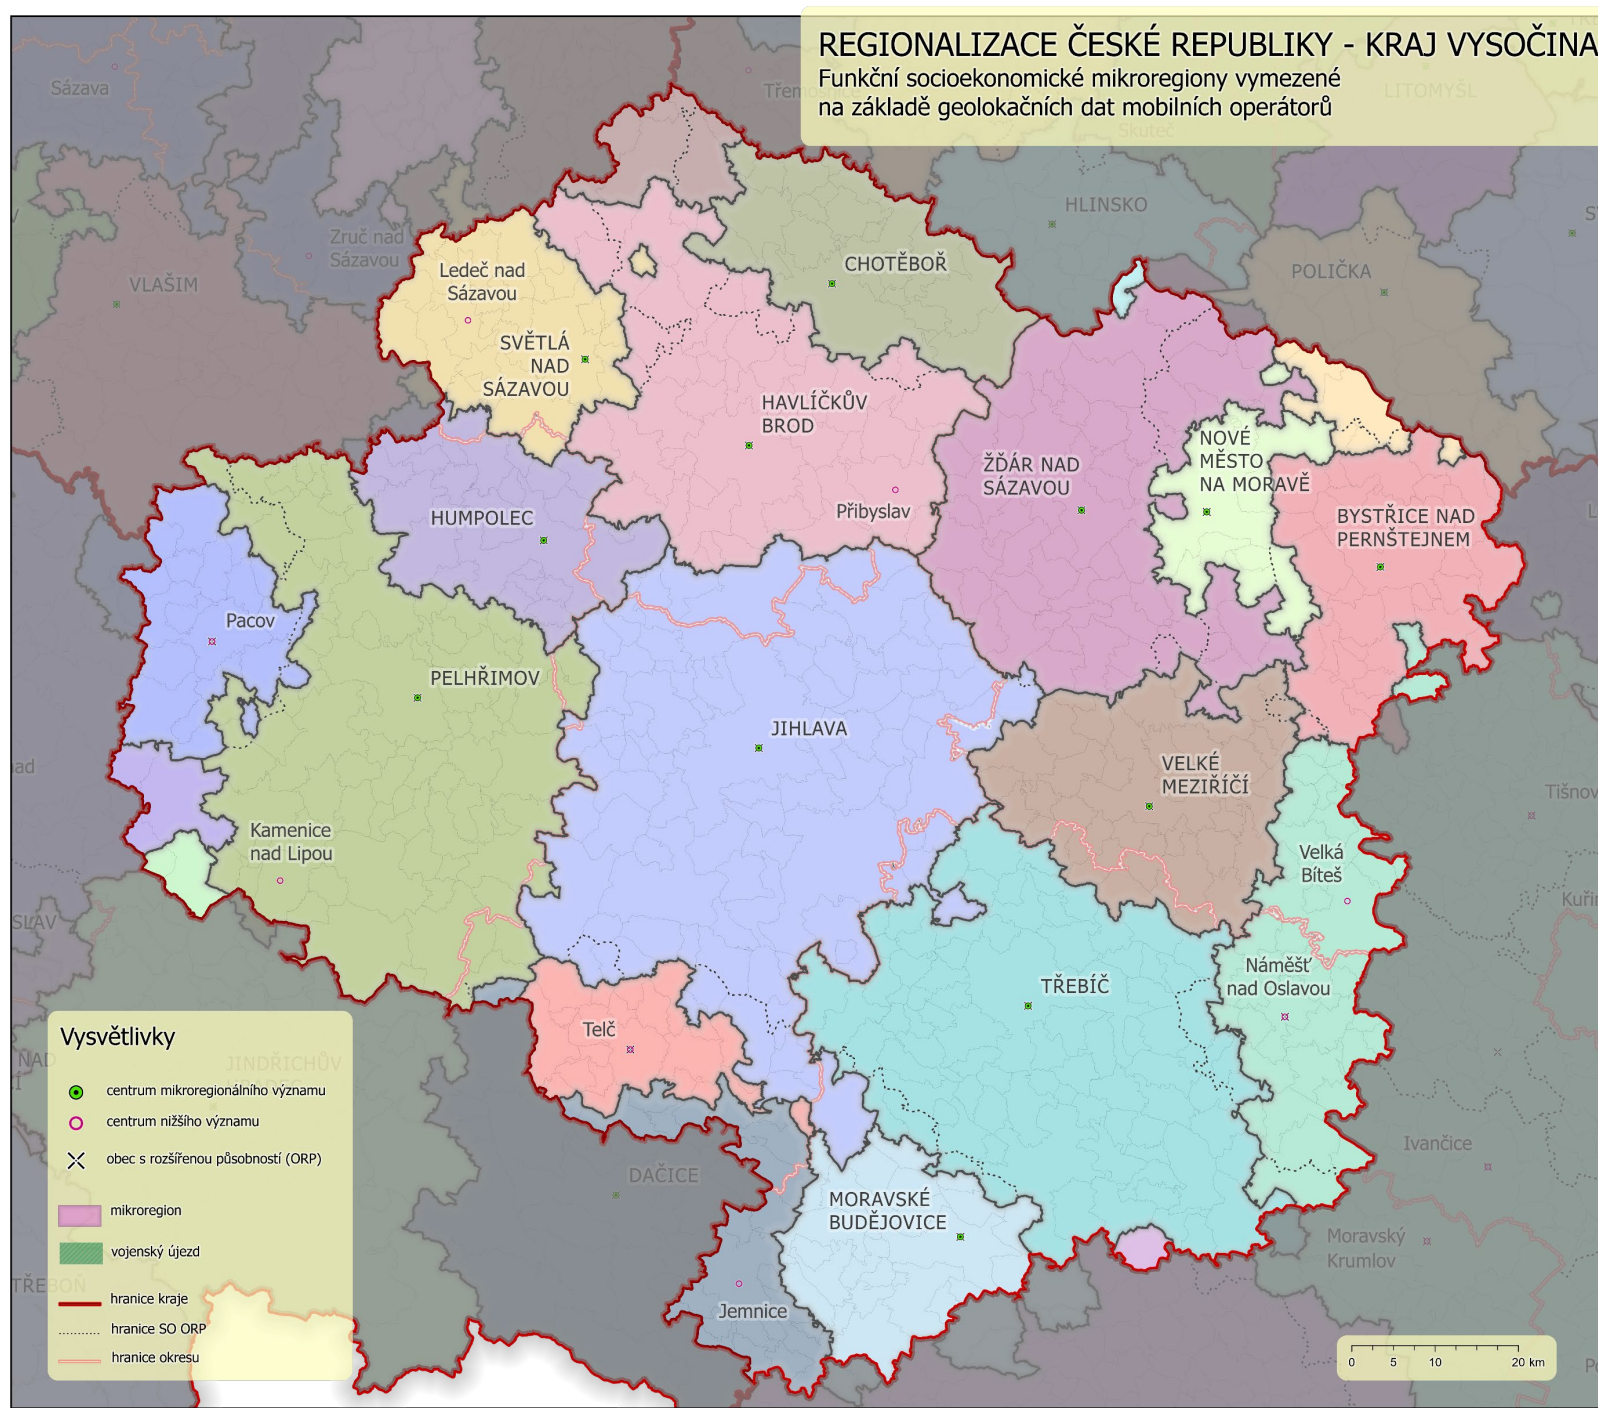 REGIONALIZACE ČESKÉ REPUBLIKY - KRAJ VYSOČINA
Funkční socioekonomické mikroregiony vymezené
na základě geolokačních dat mobilních operátorů
Sázava
Třemošnice
LITOMYŠL
Skuteč
HLINSKO
Zruč nad
Sázavou
VLAŠIM
POLIČKA
Ledeč nad
Sázavou
CHOTĚBOŘ
SVĚTLÁ
NAD
SÁZAVOU
HAVLÍČKŮV
BROD
NOVÉ
MĚSTO
NA MORAVĚ
ŽĎÁR NAD
SÁZAVOU
Přibyslav
HUMPOLEC
BYSTŘICE NAD
PERNŠTEJNEM
Pacov
PELHŘIMOV
JIHLAVA
VELKÉ
MEZIŘÍČÍ
Tišnov
Kamenice
nad Lipou
Velká
Bíteš
Kuřim
SLAV
Náměšť
nad Oslavou
TŘEBÍČ
Telč
Ivančice
DAČICE
MORAVSKÉ
BUDĚJOVICE
Moravský
Krumlov
Jemnice
JINDŘICHŮV
HRADEC
NAD
TŘEBOŇ
Vysvětlivky
centrum mikroregionálního významu
centrum nižšího významu
obec s rozšířenou působností (ORP)
mikroregion
vojenský újezd
hranice kraje
hranice SO ORP
hranice okresu
0 5 10 20 km